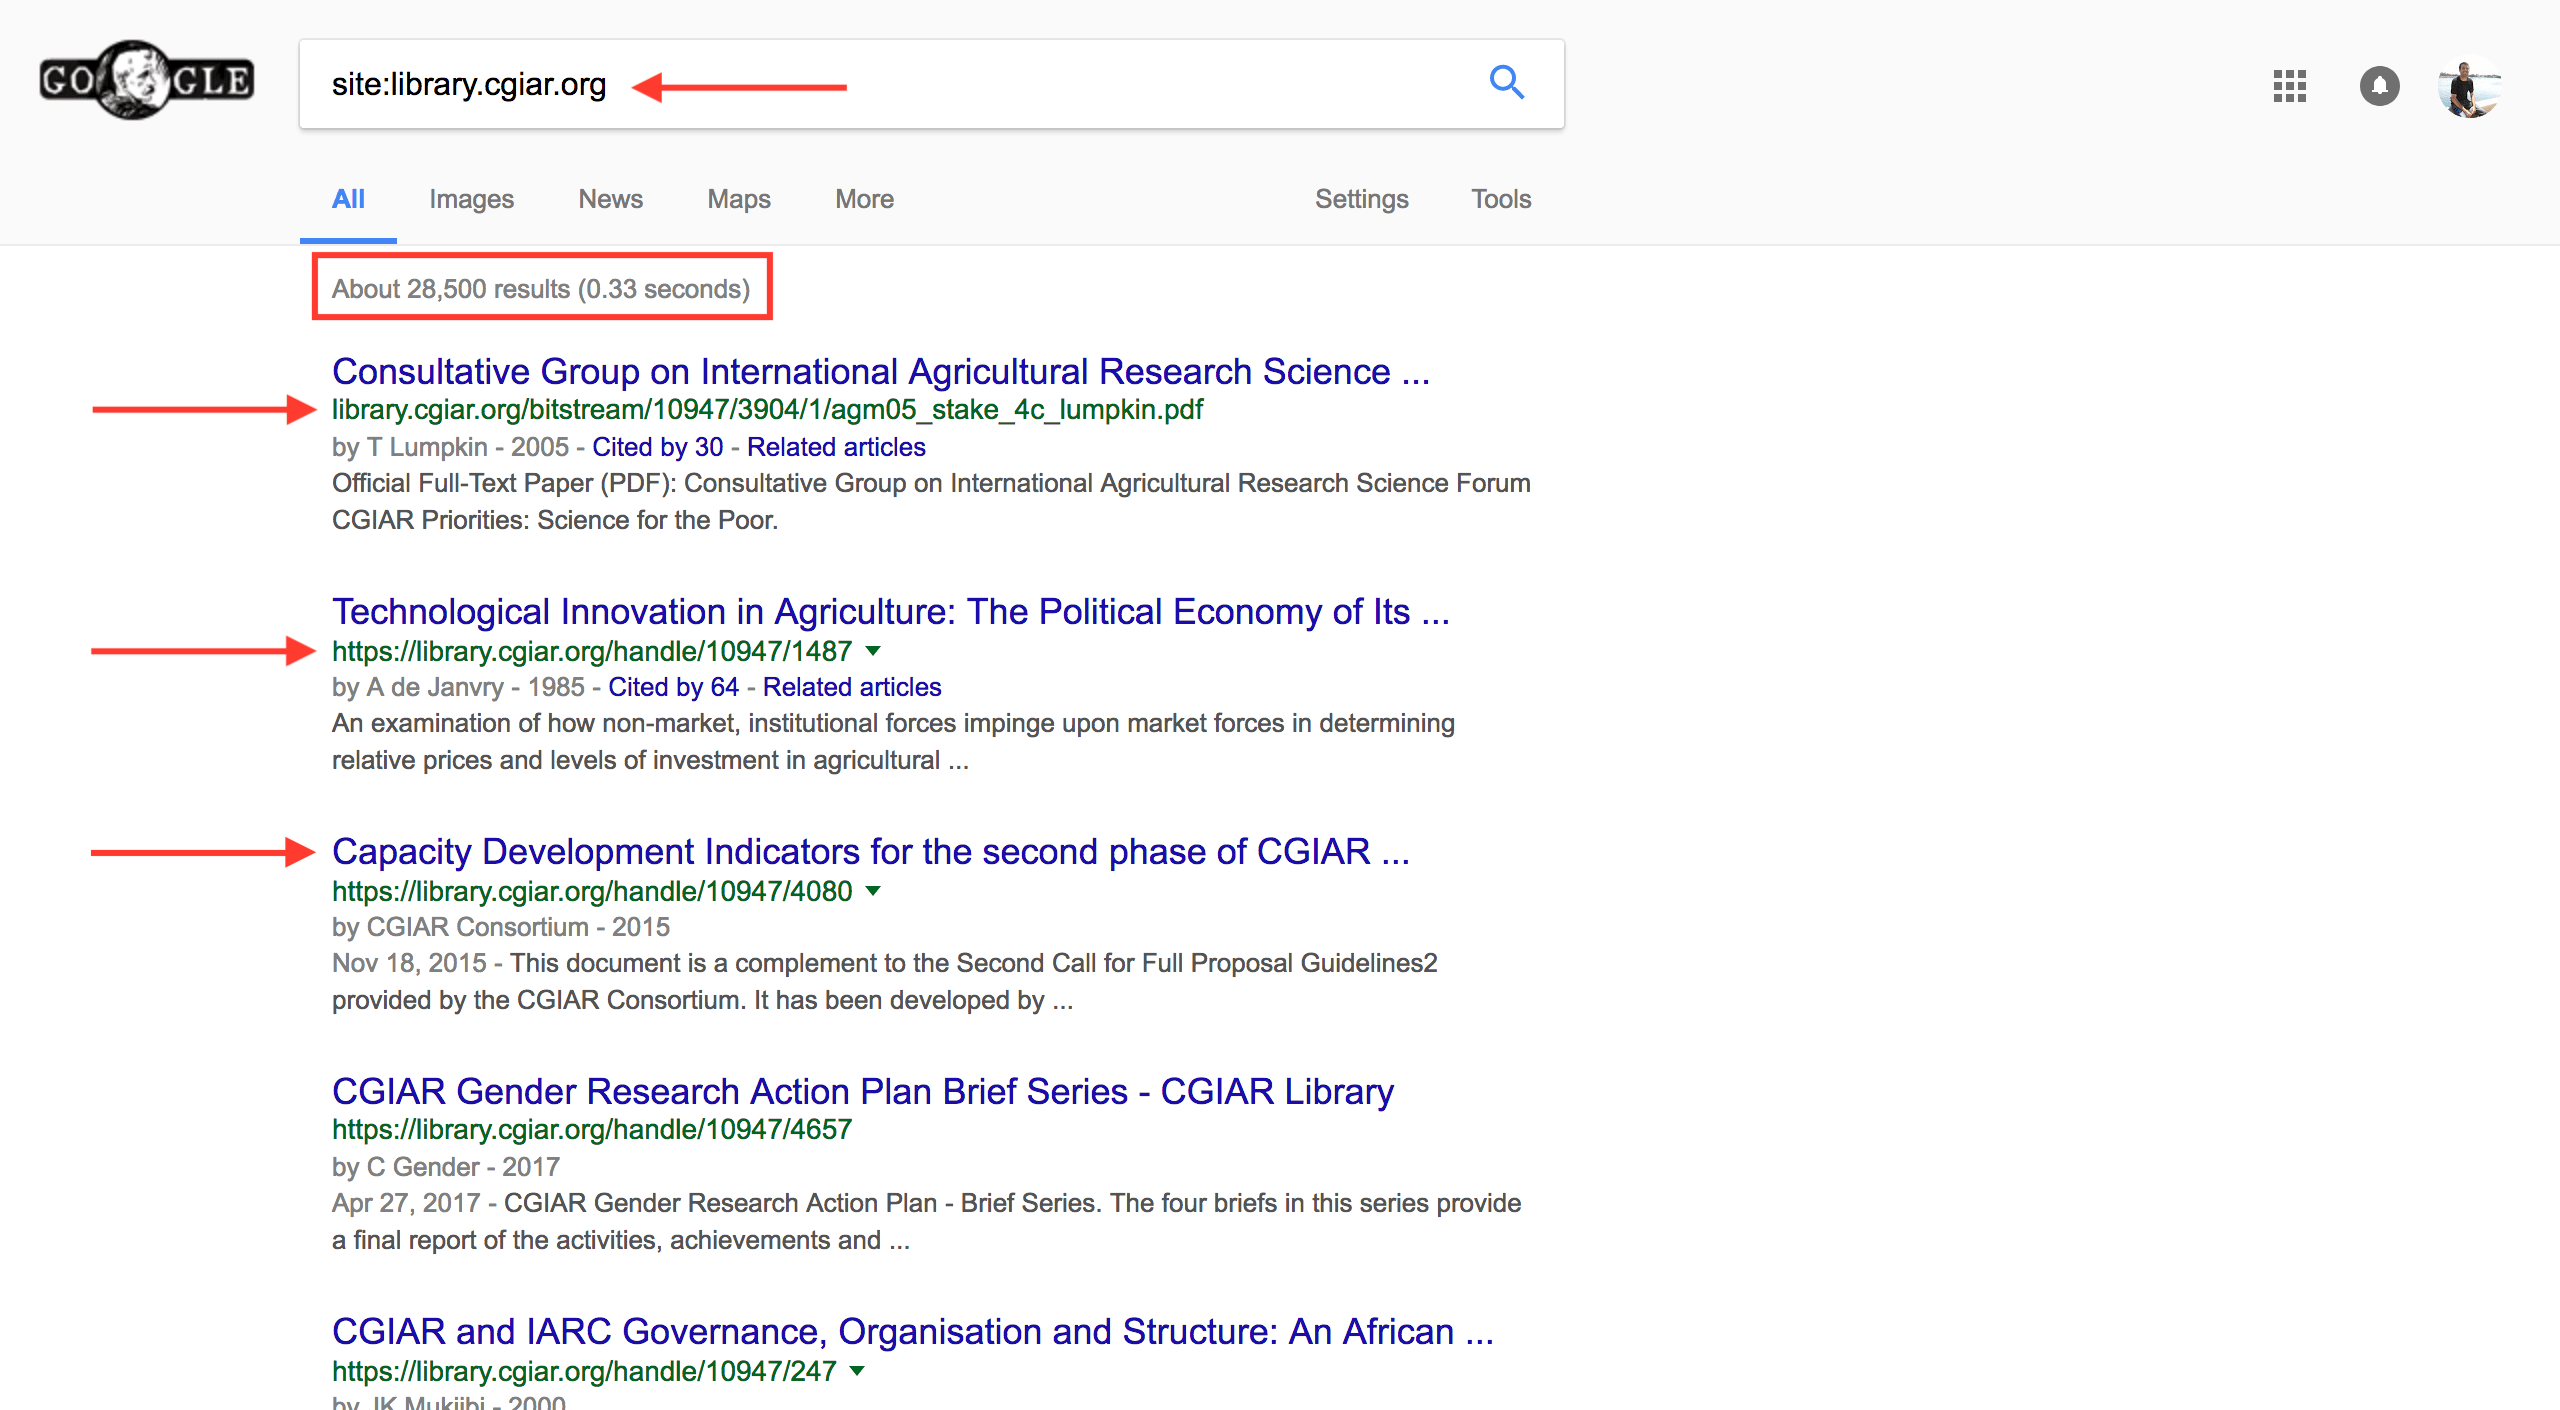 GOOGLE
site:library.cgiar.org
All Images News Maps More Settings Tools
About 28,500 results (0.33 seconds)
Consultative Group on International Agricultural Research Science ...
library.cgiar.org/bitstream/10947/3904/1/agm05_stake_4c_lumpkin.pdf
by T Lumpkin - 2005 - Cited by 30 - Related articles
Official Full-Text Paper (PDF): Consultative Group on International Agricultural Research Science Forum
CGIAR Priorities: Science for the Poor.
Technological Innovation in Agriculture: The Political Economy of Its ...
https://library.cgiar.org/handle/10947/1487
by A de Janvry - 1985 - Cited by 64 - Related articles
An examination of how non-market, institutional forces impinge upon market forces in determining
relative prices and levels of investment in agricultural ...
Capacity Development Indicators for the second phase of CGIAR ...
https://library.cgiar.org/handle/10947/4080
by CGIAR Consortium - 2015
Nov 18, 2015 - This document is a complement to the Second Call for Full Proposal Guidelines2
provided by the CGIAR Consortium. It has been developed by ...
CGIAR Gender Research Action Plan Brief Series - CGIAR Library
https://library.cgiar.org/handle/10947/4657
by C Gender - 2017
Apr 27, 2017 - CGIAR Gender Research Action Plan - Brief Series. The four briefs in this series provide
a final report of the activities, achievements and ...
CGIAR and IARC Governance, Organisation and Structure: An African ...
https://library.cgiar.org/handle/10947/247
by JK Mukiibi - 2000